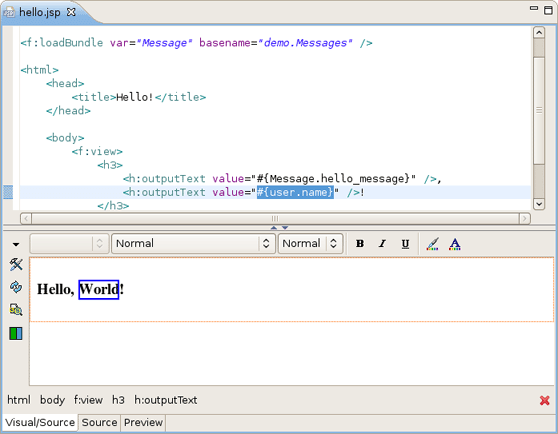 hello.jsp
<f:loadBundle var="Message" basename="demo.Messages" />
<html>
<head>
<title>Hello!</title>
</head>
<body>
<f:view>
<h3>
<h:outputText value="#{Message.hello_message}" />,
<h:outputText value="#{user.name}" />!
</h3>
Normal Normal B I U A
Hello, World!
html body f:view h3 h:outputText
Visual/Source Source Preview